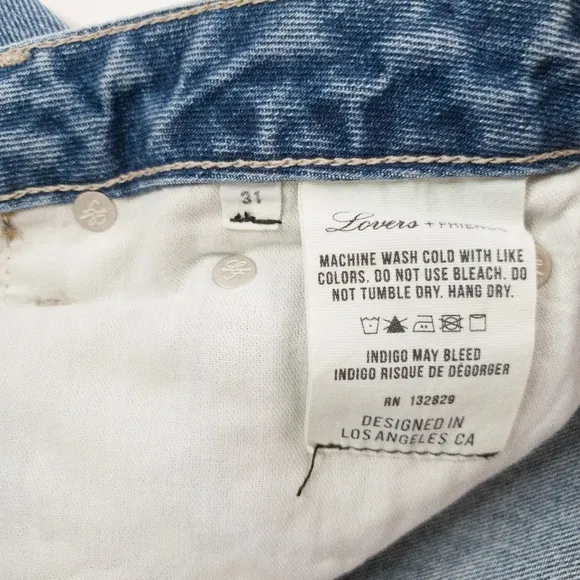 31
Lovers + FRIENDS
MACHINE WASH COLD WITH LIKE
COLORS. DO NOT USE BLEACH. DO
NOT TUMBLE DRY. HANG DRY.
INDIGO MAY BLEED
INDIGO RISQUE DE DÉGORGER
RN 132829
DESIGNED IN
LOS ANGELES CA